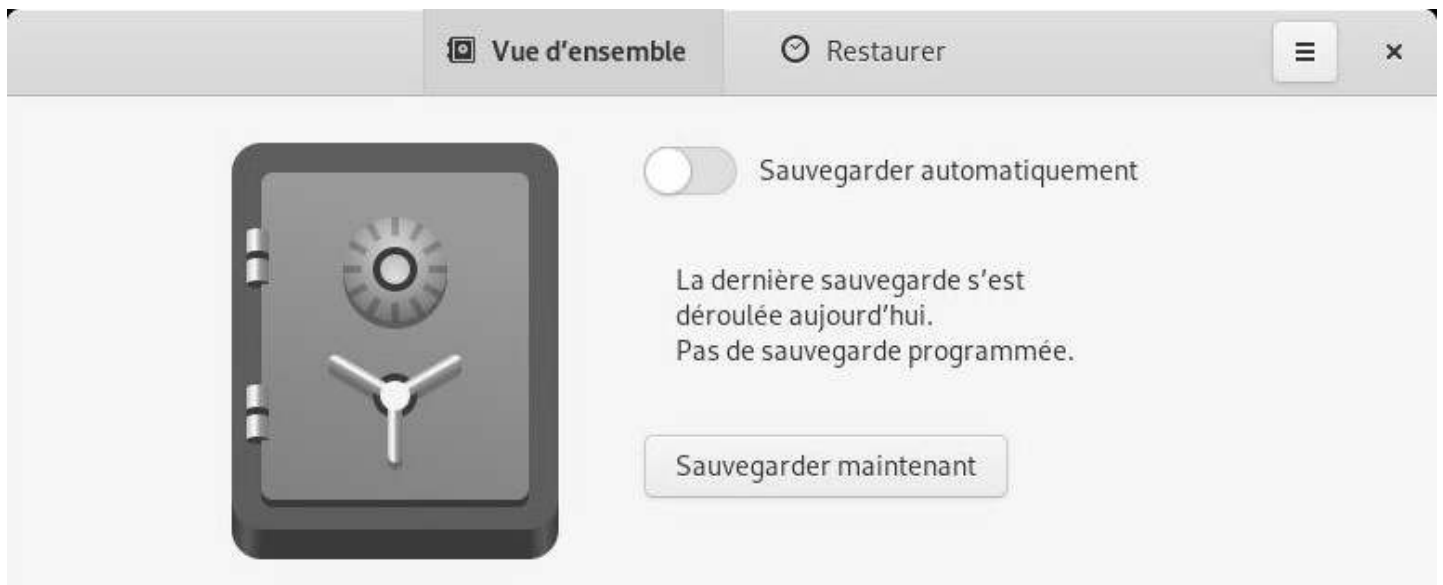 Vue d’ensemble
Restaurer
Sauvegarder automatiquement
La dernière sauvegarde s’est
déroulée aujourd’hui.
Pas de sauvegarde programmée.
Sauvegarder maintenant